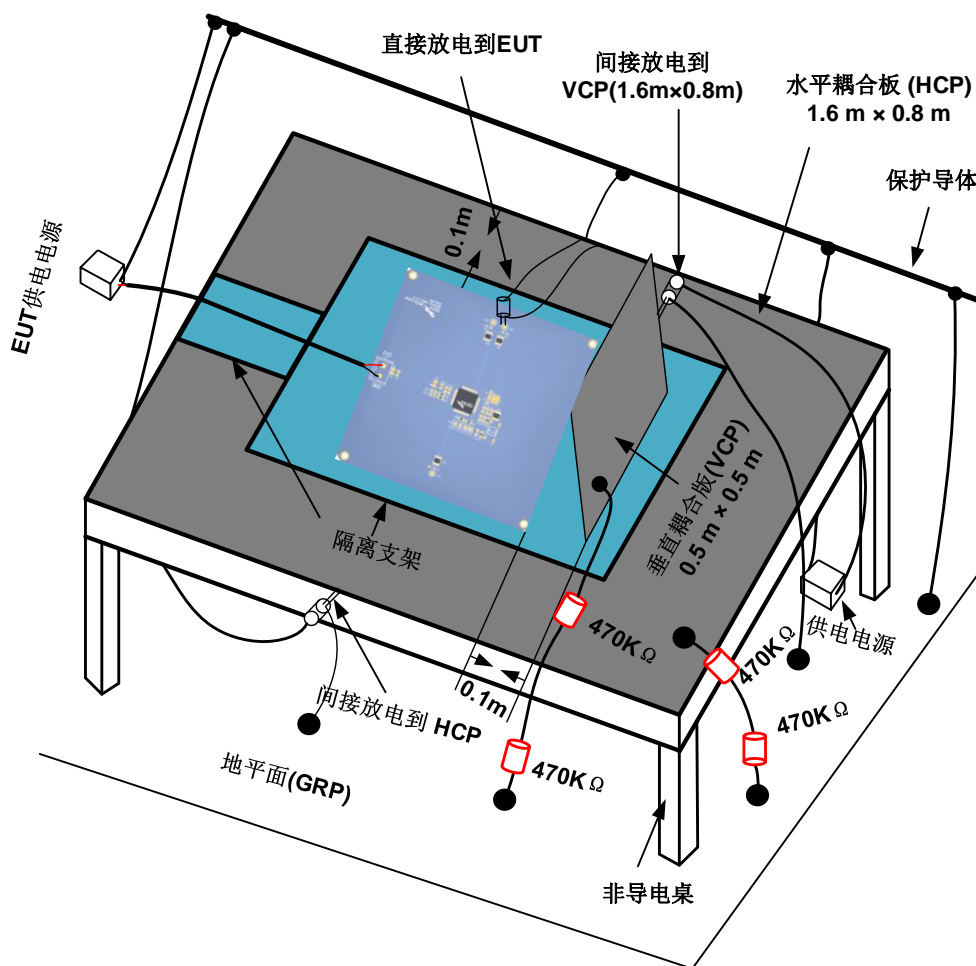 直接放电到EUT
间接放电到
VCP(1.6m×0.8m)
水平耦合板 (HCP)
1.6 m × 0.8 m
保护导体
EUT供电电源
0.1m
隔离支架
垂直耦合版(VCP)
0.5 m × 0.5 m
间接放电到 HCP
0.1m
470KΩ
470KΩ
470KΩ
470KΩ
供电电源
地平面(GRP)
非导电桌